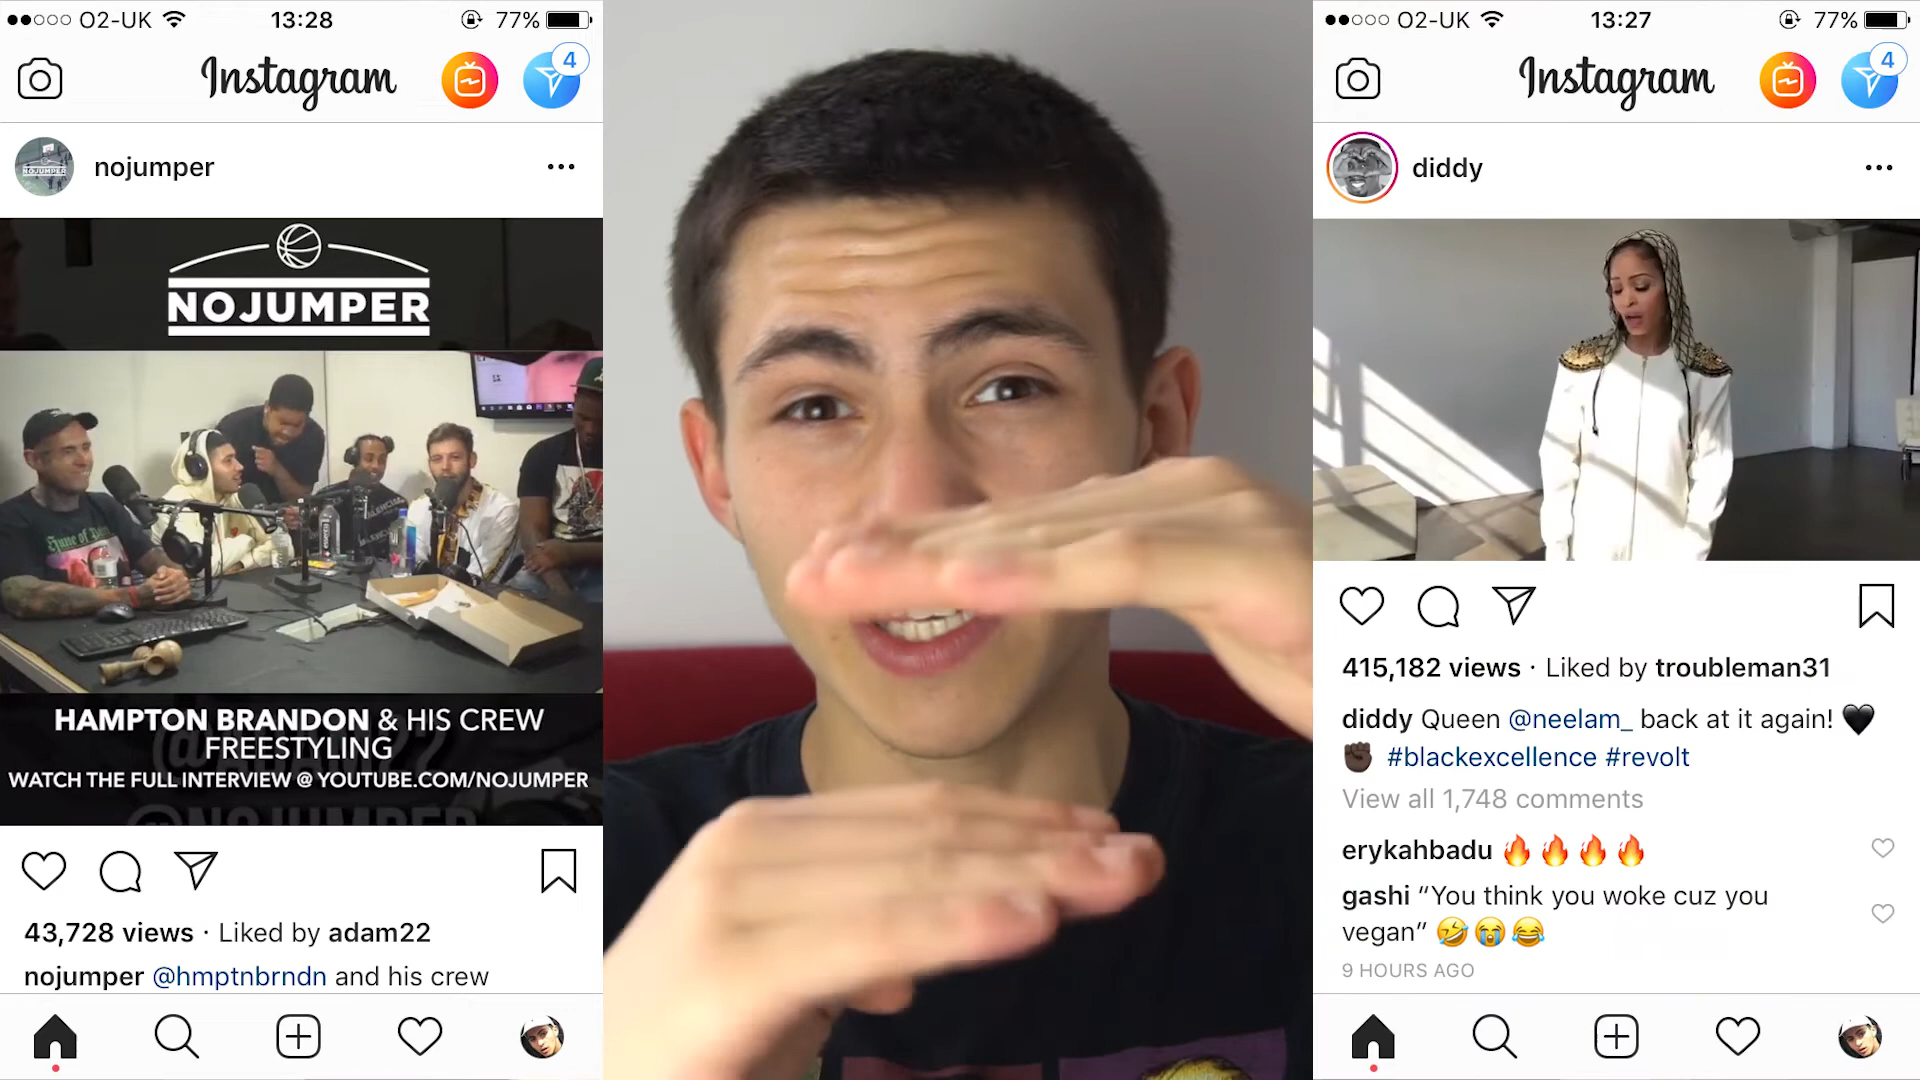 O2-UK
13:28
77%
Instagram
4
nojumper
NOJUMPER
NOJUMPER
HAMPTON BRANDON & HIS CREW
FREESTYLING
WATCH THE FULL INTERVIEW @ YOUTUBE.COM/NOJUMPER
43,728 views · Liked by adam22
nojumper @hmptnbrndn and his crew
O2-UK
13:27
77%
Instagram
4
diddy
415,182 views · Liked by troubleman31
diddy Queen @neelam_ back at it again! 🖤
✊🏿 #blackexcellence #revolt
View all 1,748 comments
erykahbadu 🔥🔥🔥🔥
gashi “You think you woke cuz you
vegan” 🤣😭😂
9 HOURS AGO